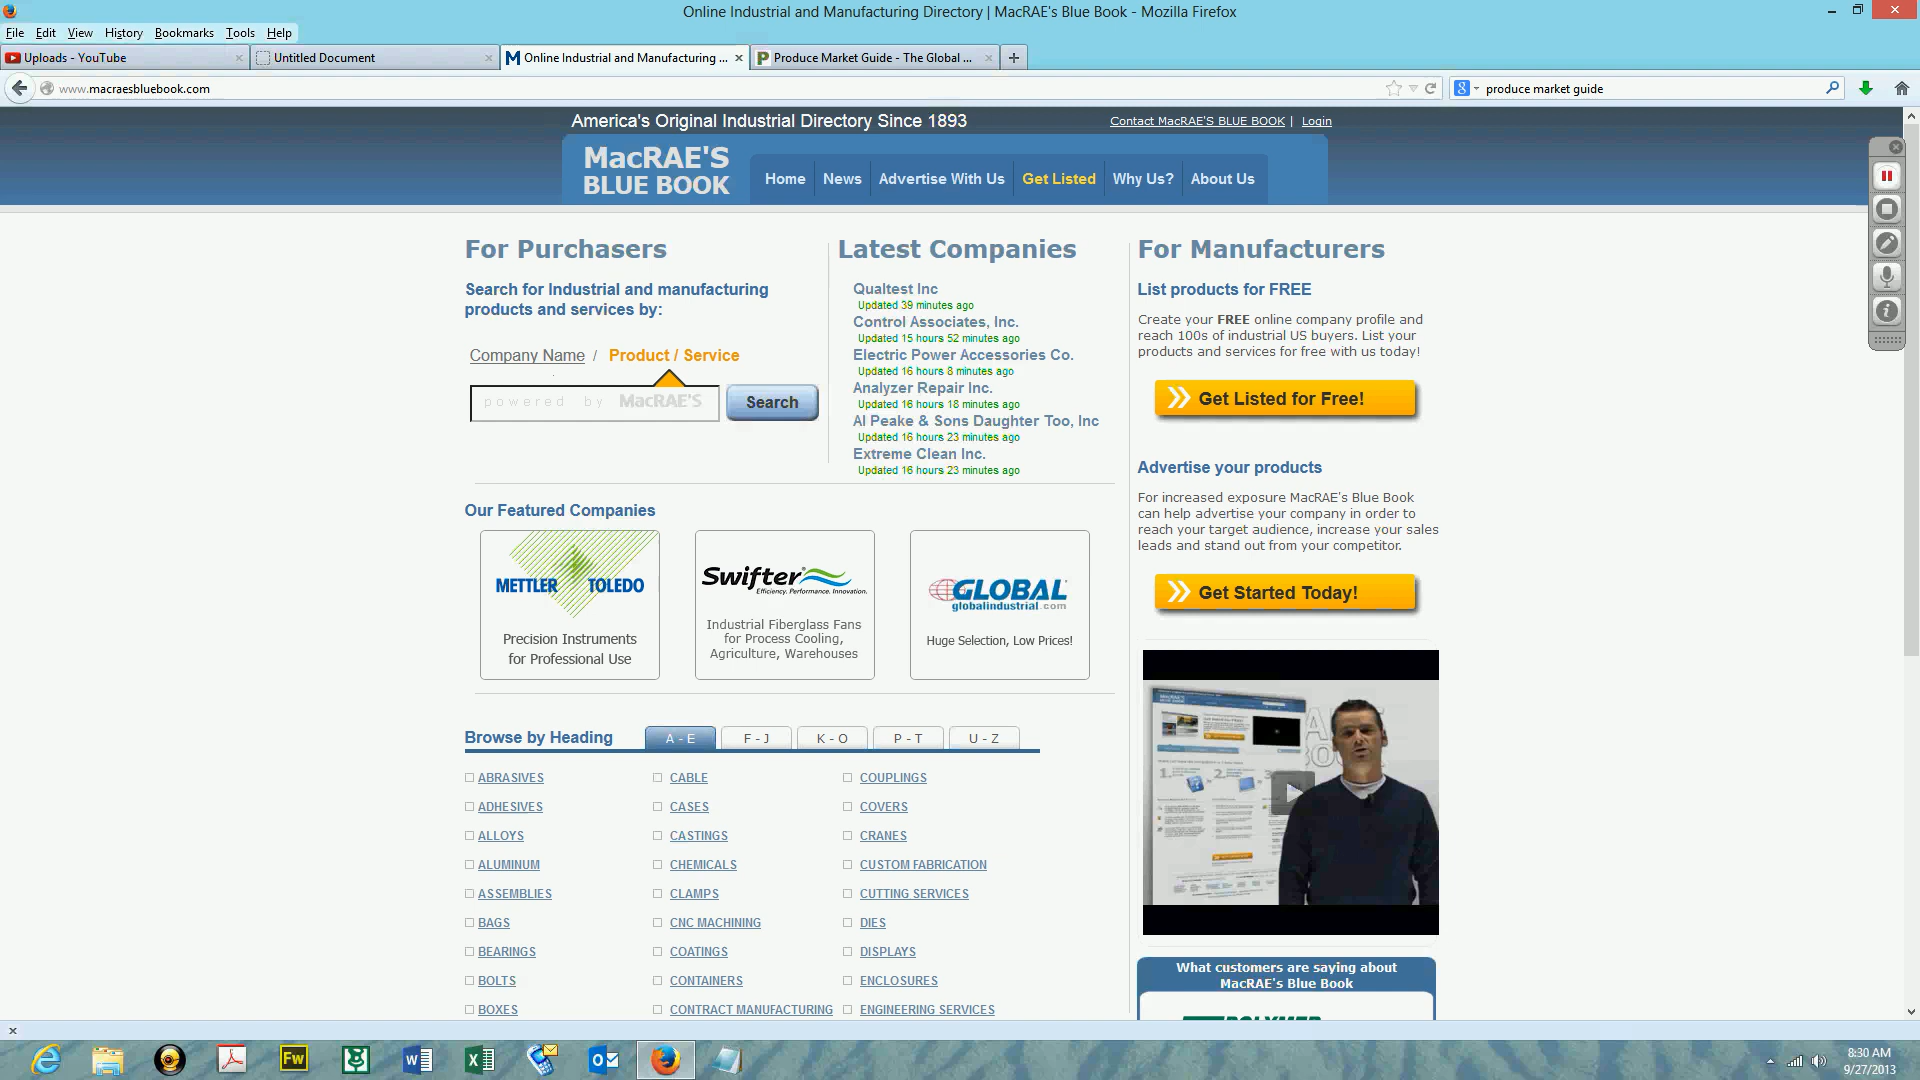 Online Industrial and Manufacturing Directory | MacRAE's Blue Book - Mozilla Firefox
File Edit View History Bookmarks Tools Help
Uploads - YouTube
Untitled Document
Online Industrial and Manufacturing ...
Produce Market Guide - The Global ...
www.macraesbluebook.com
produce market guide
America's Original Industrial Directory Since 1893
Contact MacRAE'S BLUE BOOK | Login
MacRAE'S
BLUE BOOK
Home News Advertise With Us Get Listed Why Us? About Us
For Purchasers
Search for Industrial and manufacturing
products and services by:
Company Name / Product / Service
powered by MacRAE'S
Search
Latest Companies
Qualtest Inc
Updated 39 minutes ago
Control Associates, Inc.
Updated 15 hours 52 minutes ago
Electric Power Accessories Co.
Updated 16 hours 8 minutes ago
Analyzer Repair Inc.
Updated 16 hours 18 minutes ago
Al Peake & Sons Daughter Too, Inc
Updated 16 hours 23 minutes ago
Extreme Clean Inc.
Updated 16 hours 23 minutes ago
For Manufacturers
List products for FREE
Create your FREE online company profile and
reach 100s of industrial US buyers. List your
products and services for free with us today!
Get Listed for Free!
Advertise your products
For increased exposure MacRAE's Blue Book
can help advertise your company in order to
reach your target audience, increase your sales
leads and stand out from your competitor.
Get Started Today!
Our Featured Companies
METTLER TOLEDO
Precision Instruments
for Professional Use
Swifter
Efficiency. Performance. Innovation.
Industrial Fiberglass Fans
for Process Cooling,
Agriculture, Warehouses
GLOBAL
globalindustrial.com
Huge Selection, Low Prices!
Browse by Heading
A - E F - J K - O P - T U - Z
ABRASIVES CABLE COUPLINGS
ADHESIVES CASES COVERS
ALLOYS CASTINGS CRANES
ALUMINUM CHEMICALS CUSTOM FABRICATION
ASSEMBLIES CLAMPS CUTTING SERVICES
BAGS CNC MACHINING DIES
BEARINGS COATINGS DISPLAYS
BOLTS CONTAINERS ENCLOSURES
BOXES CONTRACT MANUFACTURING ENGINEERING SERVICES
What customers are saying about
MacRAE's Blue Book
8:30 AM
9/27/2013